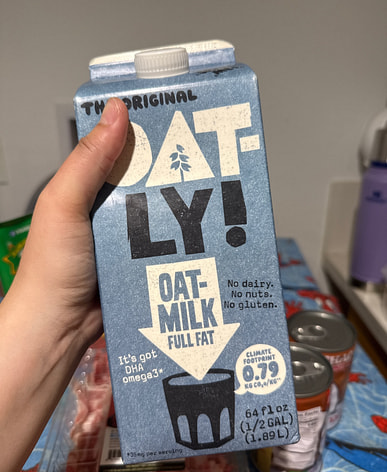 THE ORIGINAL
OAT-
LY!
OAT-
MILK
FULL FAT
No dairy.
No nuts.
No gluten.
It's got
DHA
omega3*
CLIMATE
FOOTPRINT
0.79
KG CO₂e/KG**
64 fl oz
(1/2 GAL)
(1.89L)